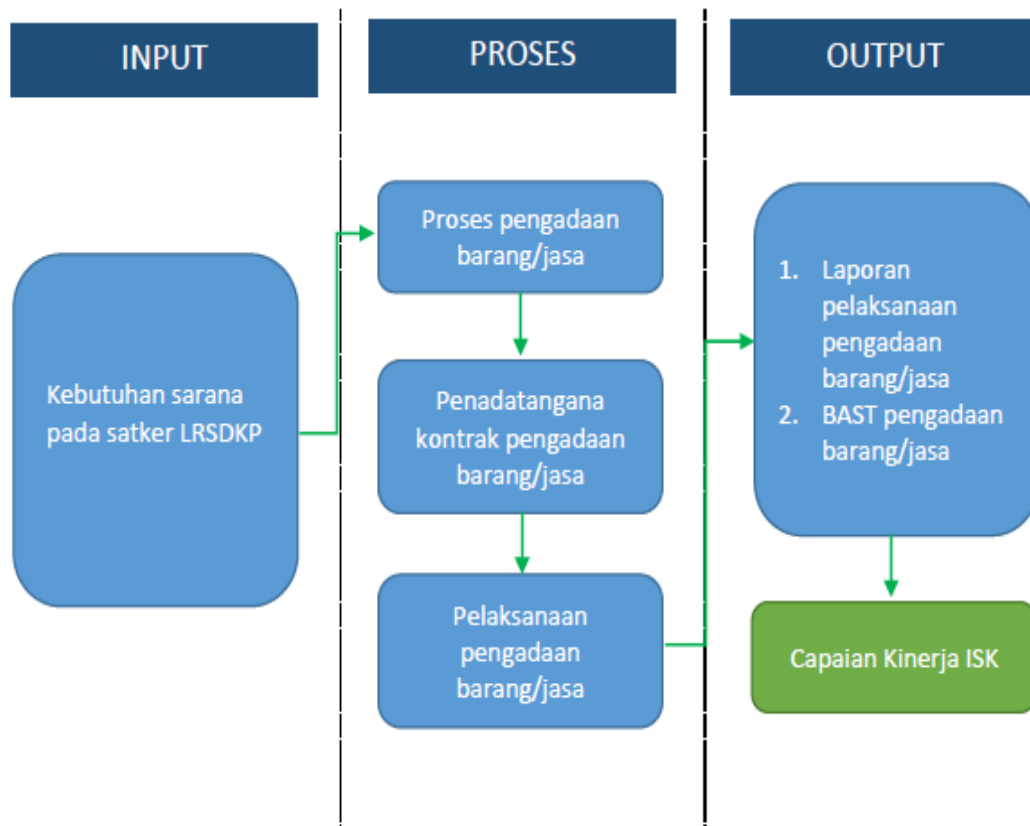 INPUT
PROSES
OUTPUT
Kebutuhan sarana
pada satker LRSDKP
Proses pengadaan
barang/jasa
Penadatangana
kontrak pengadaan
barang/jasa
Pelaksanaan
pengadaan
barang/jasa
1. Laporan
pelaksanaan
pengadaan
barang/jasa
2. BAST pengadaan
barang/jasa
Capaian Kinerja ISK